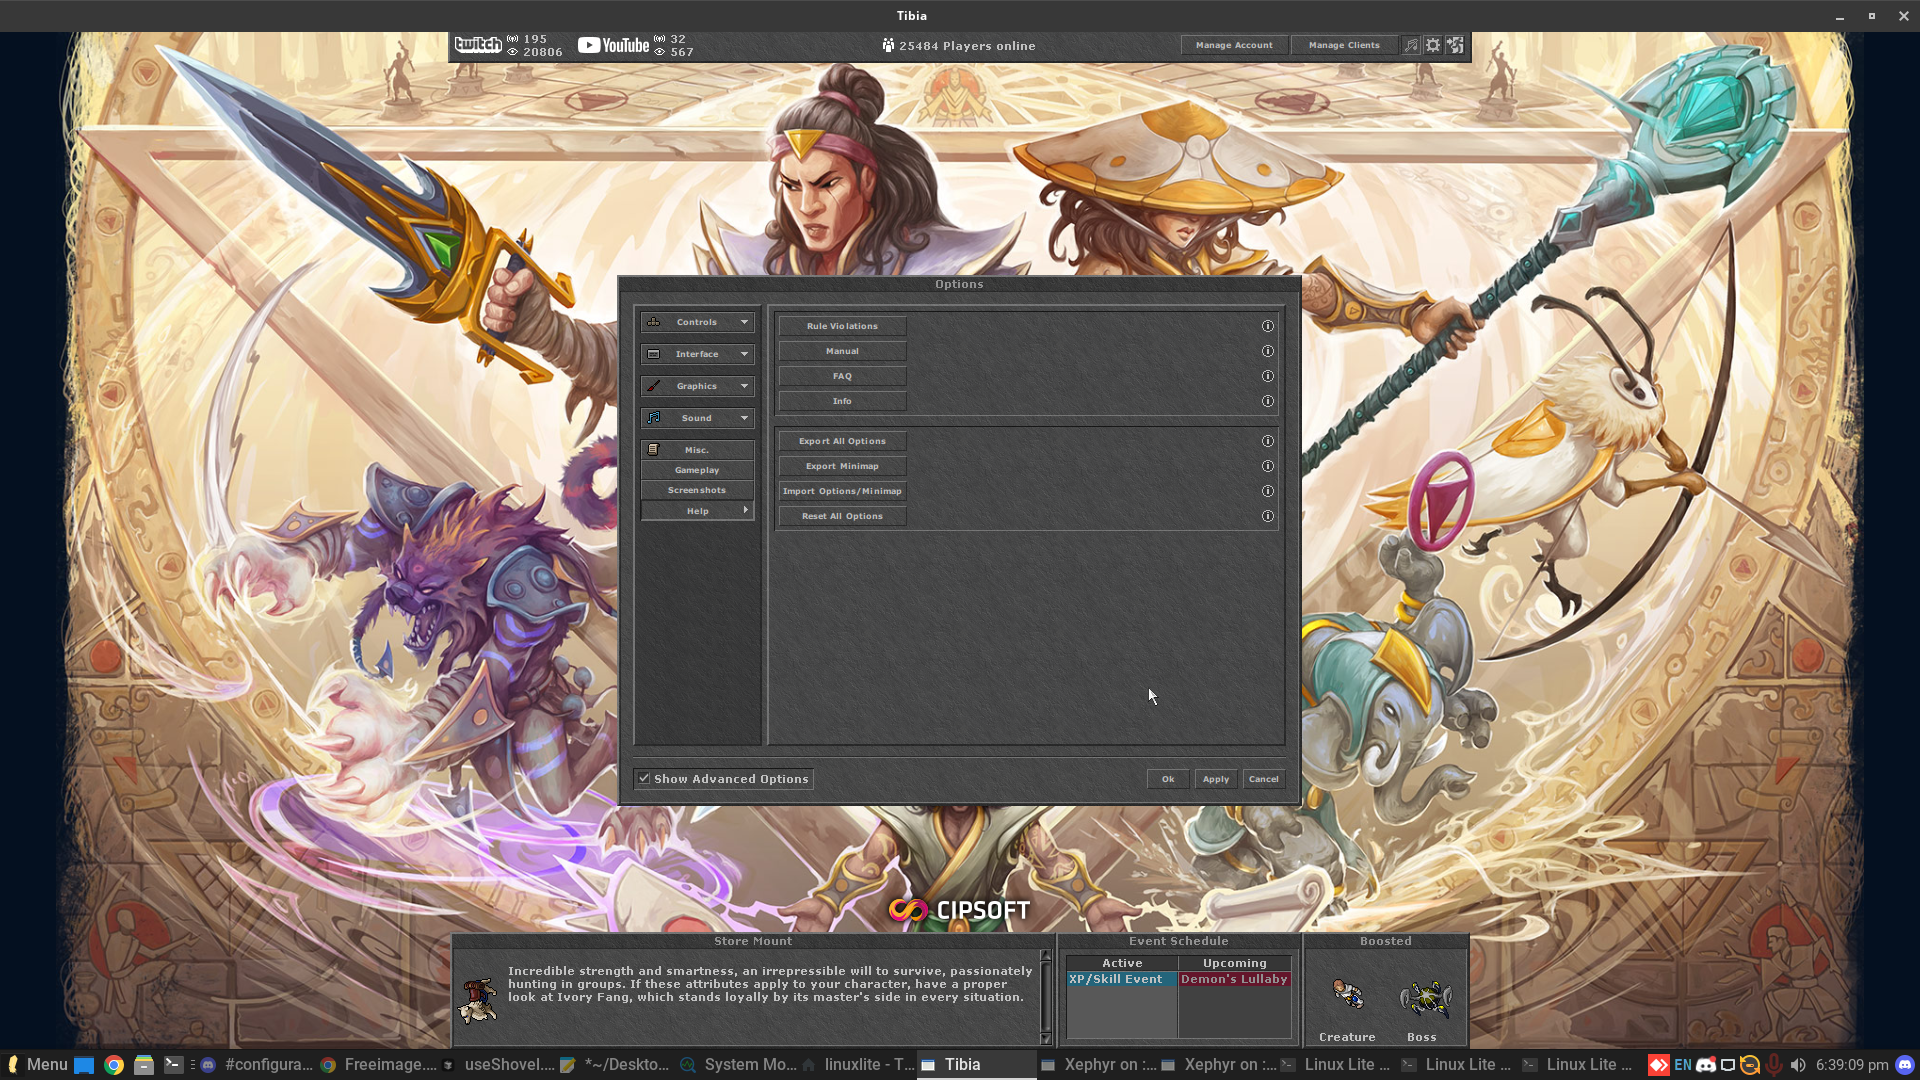 Tibia
twitch 195
20806
YouTube 32
567
25484 Players online
Manage Account
Manage Clients
Options
Controls
Interface
Graphics
Sound
Misc.
Gameplay
Screenshots
Help
Rule Violations
Manual
FAQ
Info
Export All Options
Export Minimap
Import Options/Minimap
Reset All Options
Show Advanced Options
Ok
Apply
Cancel
CIPSOFT
Store Mount
Incredible strength and smartness, an irrepressible will to survive, passionately
hunting in groups. If these attributes apply to your character, have a proper
look at Ivory Fang, which stands loyally by its master's side in every situation.
Event Schedule
Active Upcoming
XP/Skill Event Demon's Lullaby
Boosted
Creature Boss
Menu #configura... Freeimage.... useShovel.... *~/Deskto... System Mo... linuxlite - T... Tibia Xephyr on :... Xephyr on :... Linux Lite ... Linux Lite ... Linux Lite ... EN 6:39:09 pm